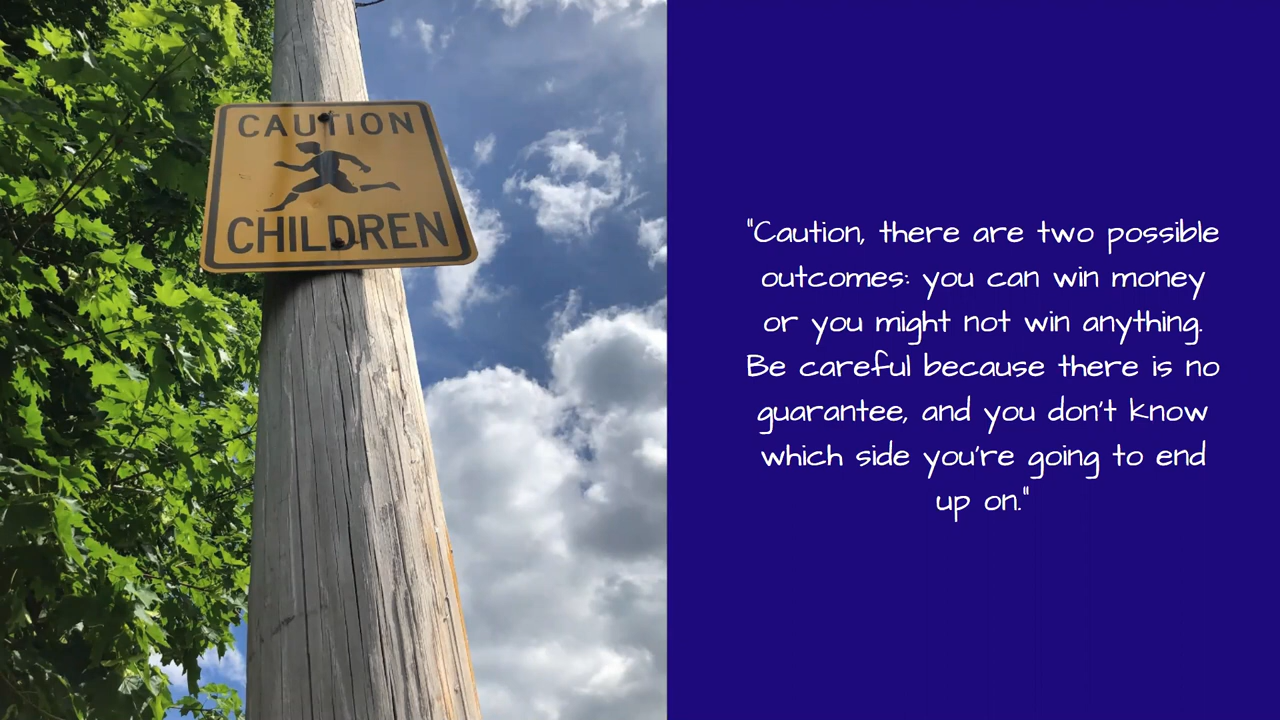 CAUTION
CHILDREN
"Caution, there are two possible
outcomes: you can win money
or you might not win anything.
Be careful because there is no
guarantee, and you don't know
which side you're going to end
up on."